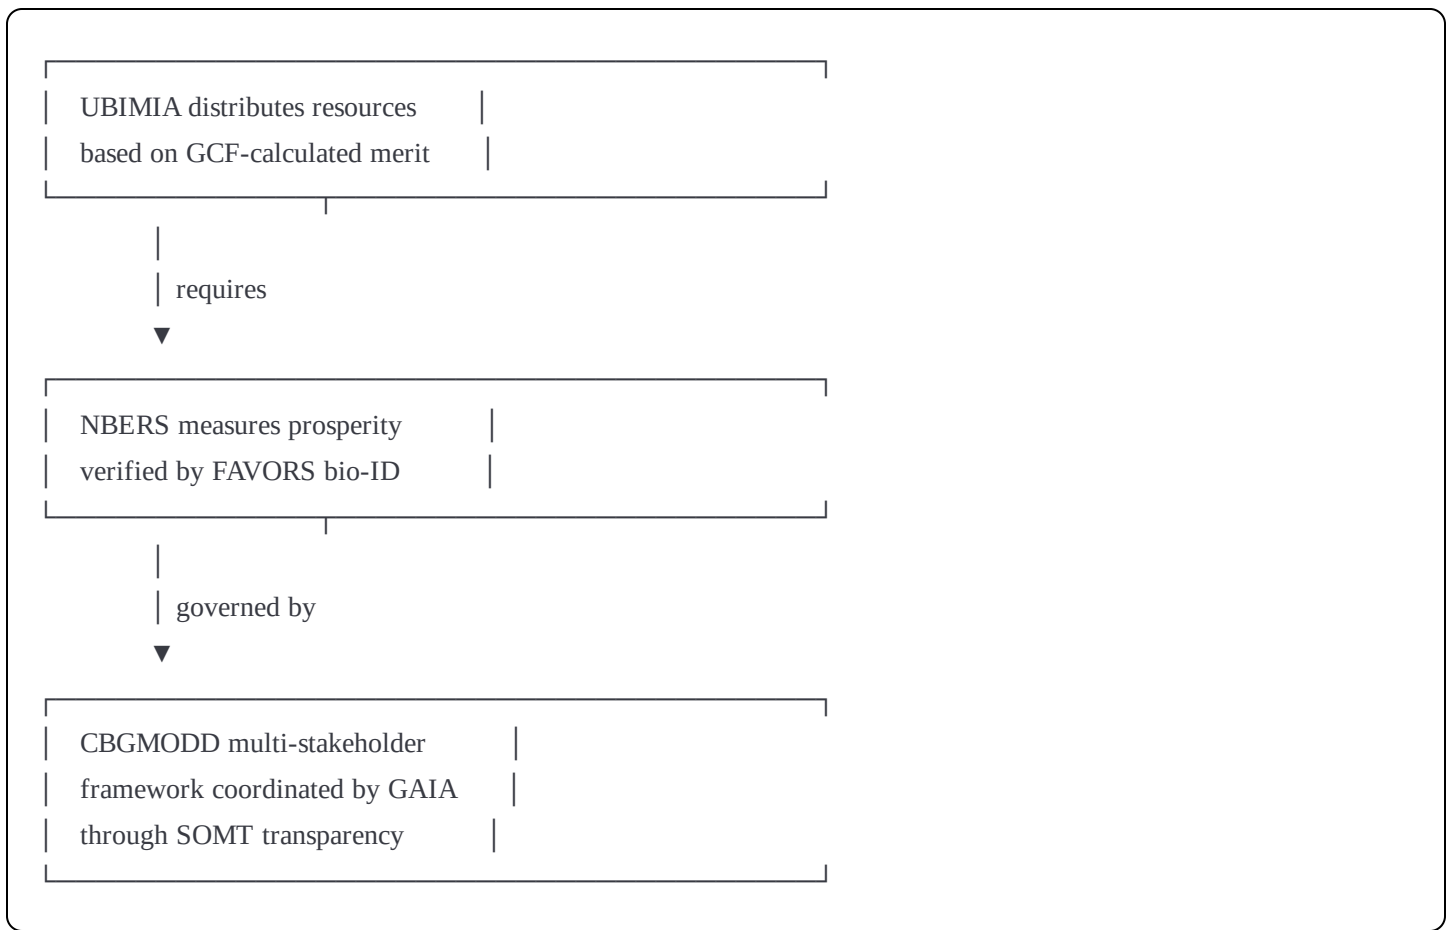 UBIMIA distributes resources
based on GCF-calculated merit
requires
NBERS measures prosperity
verified by FAVORS bio-ID
governed by
CBGMODD multi-stakeholder
framework coordinated by GAIA
through SOMT transparency